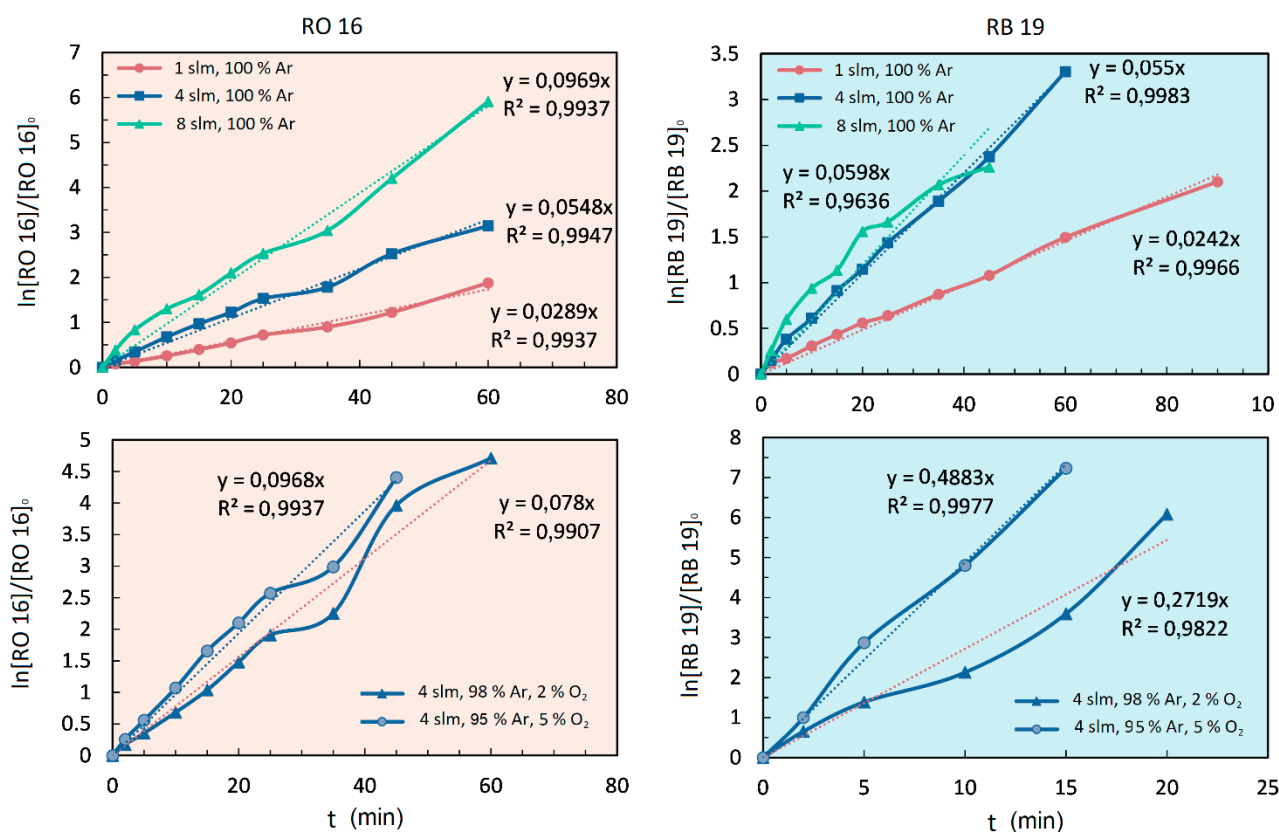 RO 16
ln[RO 16]/[RO 16]₀
7
6
5
4
3
2
1
0
1 slm, 100 % Ar
4 slm, 100 % Ar
8 slm, 100 % Ar
y = 0,0969x
R² = 0,9937
y = 0,0548x
R² = 0,9947
y = 0,0289x
R² = 0,9937
0 20 40 60 80
RB 19
ln[RB 19]/[RB 19]₀
3.5
3
2.5
2
1.5
1
0.5
0
1 slm, 100 % Ar
4 slm, 100 % Ar
8 slm, 100 % Ar
y = 0,055x
R² = 0,9983
y = 0,0598x
R² = 0,9636
y = 0,0242x
R² = 0,9966
0 20 40 60 80 10
ln[RO 16]/[RO 16]₀
5
4.5
4
3.5
3
2.5
2
1.5
1
0.5
0
y = 0,0968x
R² = 0,9937
y = 0,078x
R² = 0,9907
4 slm, 98 % Ar, 2 % O₂
4 slm, 95 % Ar, 5 % O₂
0 20 40 60 80
t (min)
ln[RB 19]/[RB 19]₀
8
7
6
5
4
3
2
1
0
y = 0,4883x
R² = 0,9977
y = 0,2719x
R² = 0,9822
4 slm, 98 % Ar, 2 % O₂
4 slm, 95 % Ar, 5 % O₂
0 5 10 15 20 25
t (min)